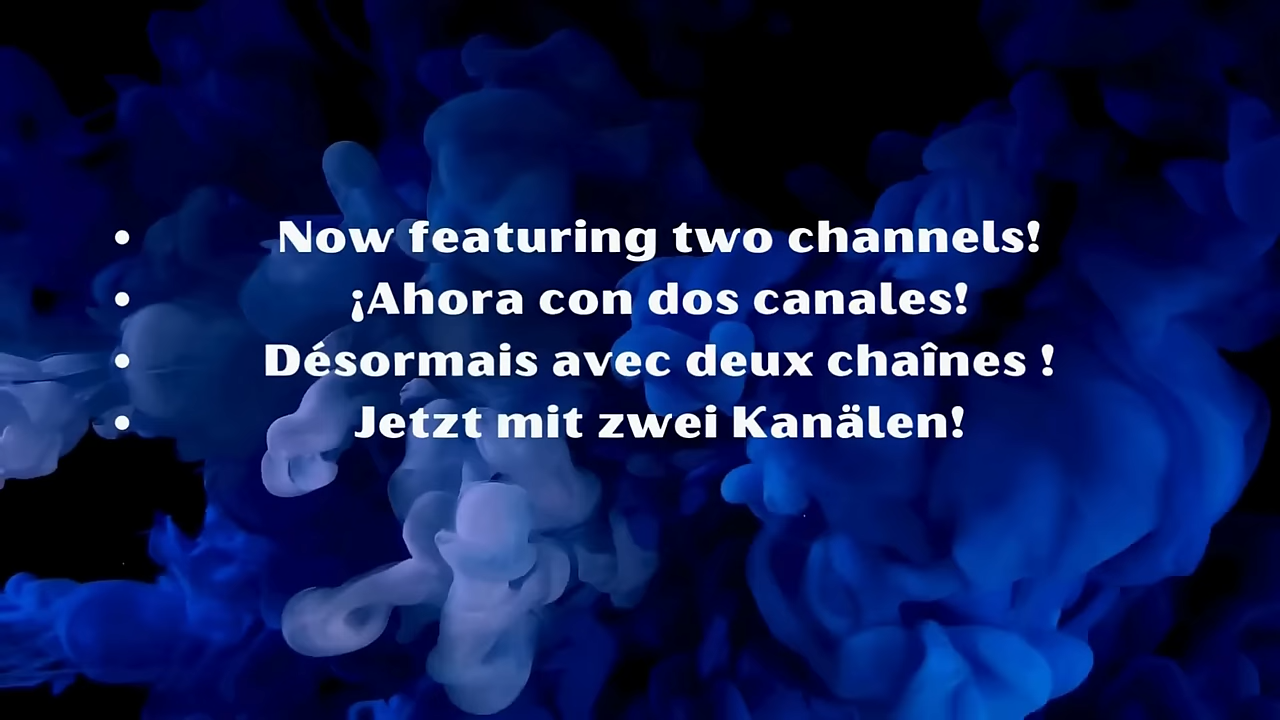 • Now featuring two channels!
• ¡Ahora con dos canales!
• Désormais avec deux chaînes !
• Jetzt mit zwei Kanälen!